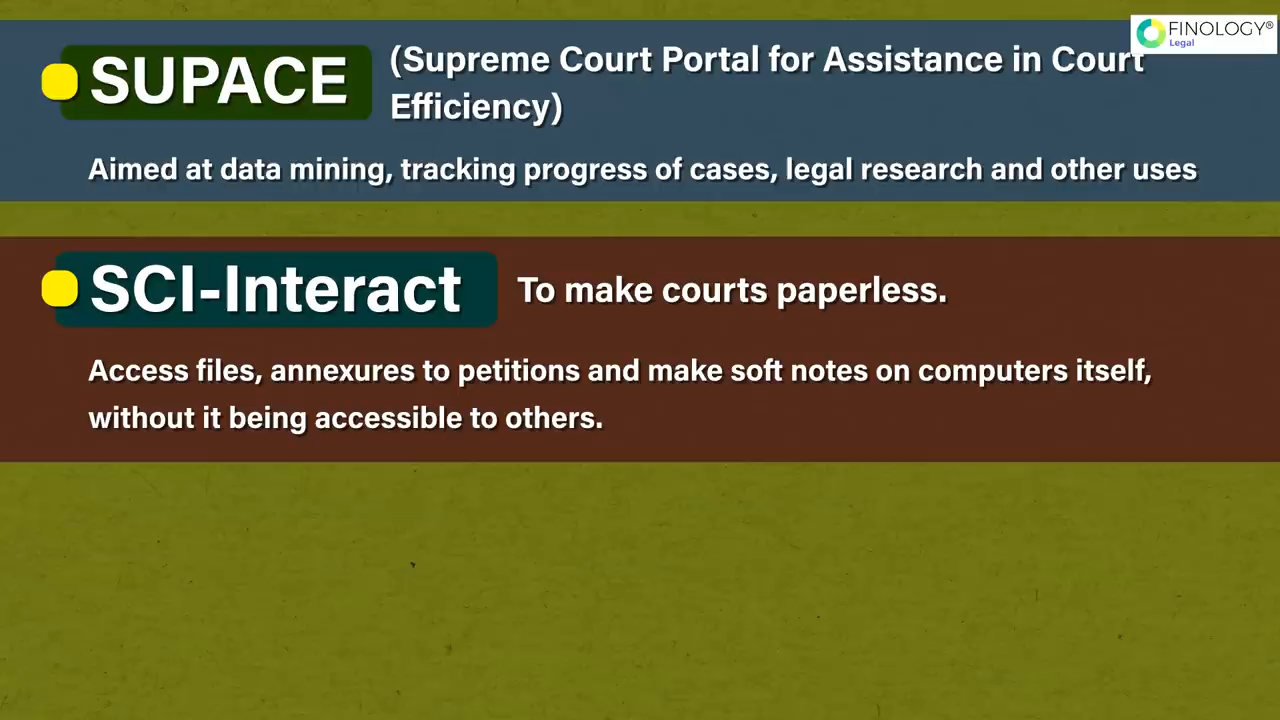 FINOLOGY®
Legal
SUPACE
(Supreme Court Portal for Assistance in Court
Efficiency)
Aimed at data mining, tracking progress of cases, legal research and other uses
SCI-Interact
To make courts paperless.
Access files, annexures to petitions and make soft notes on computers itself,
without it being accessible to others.